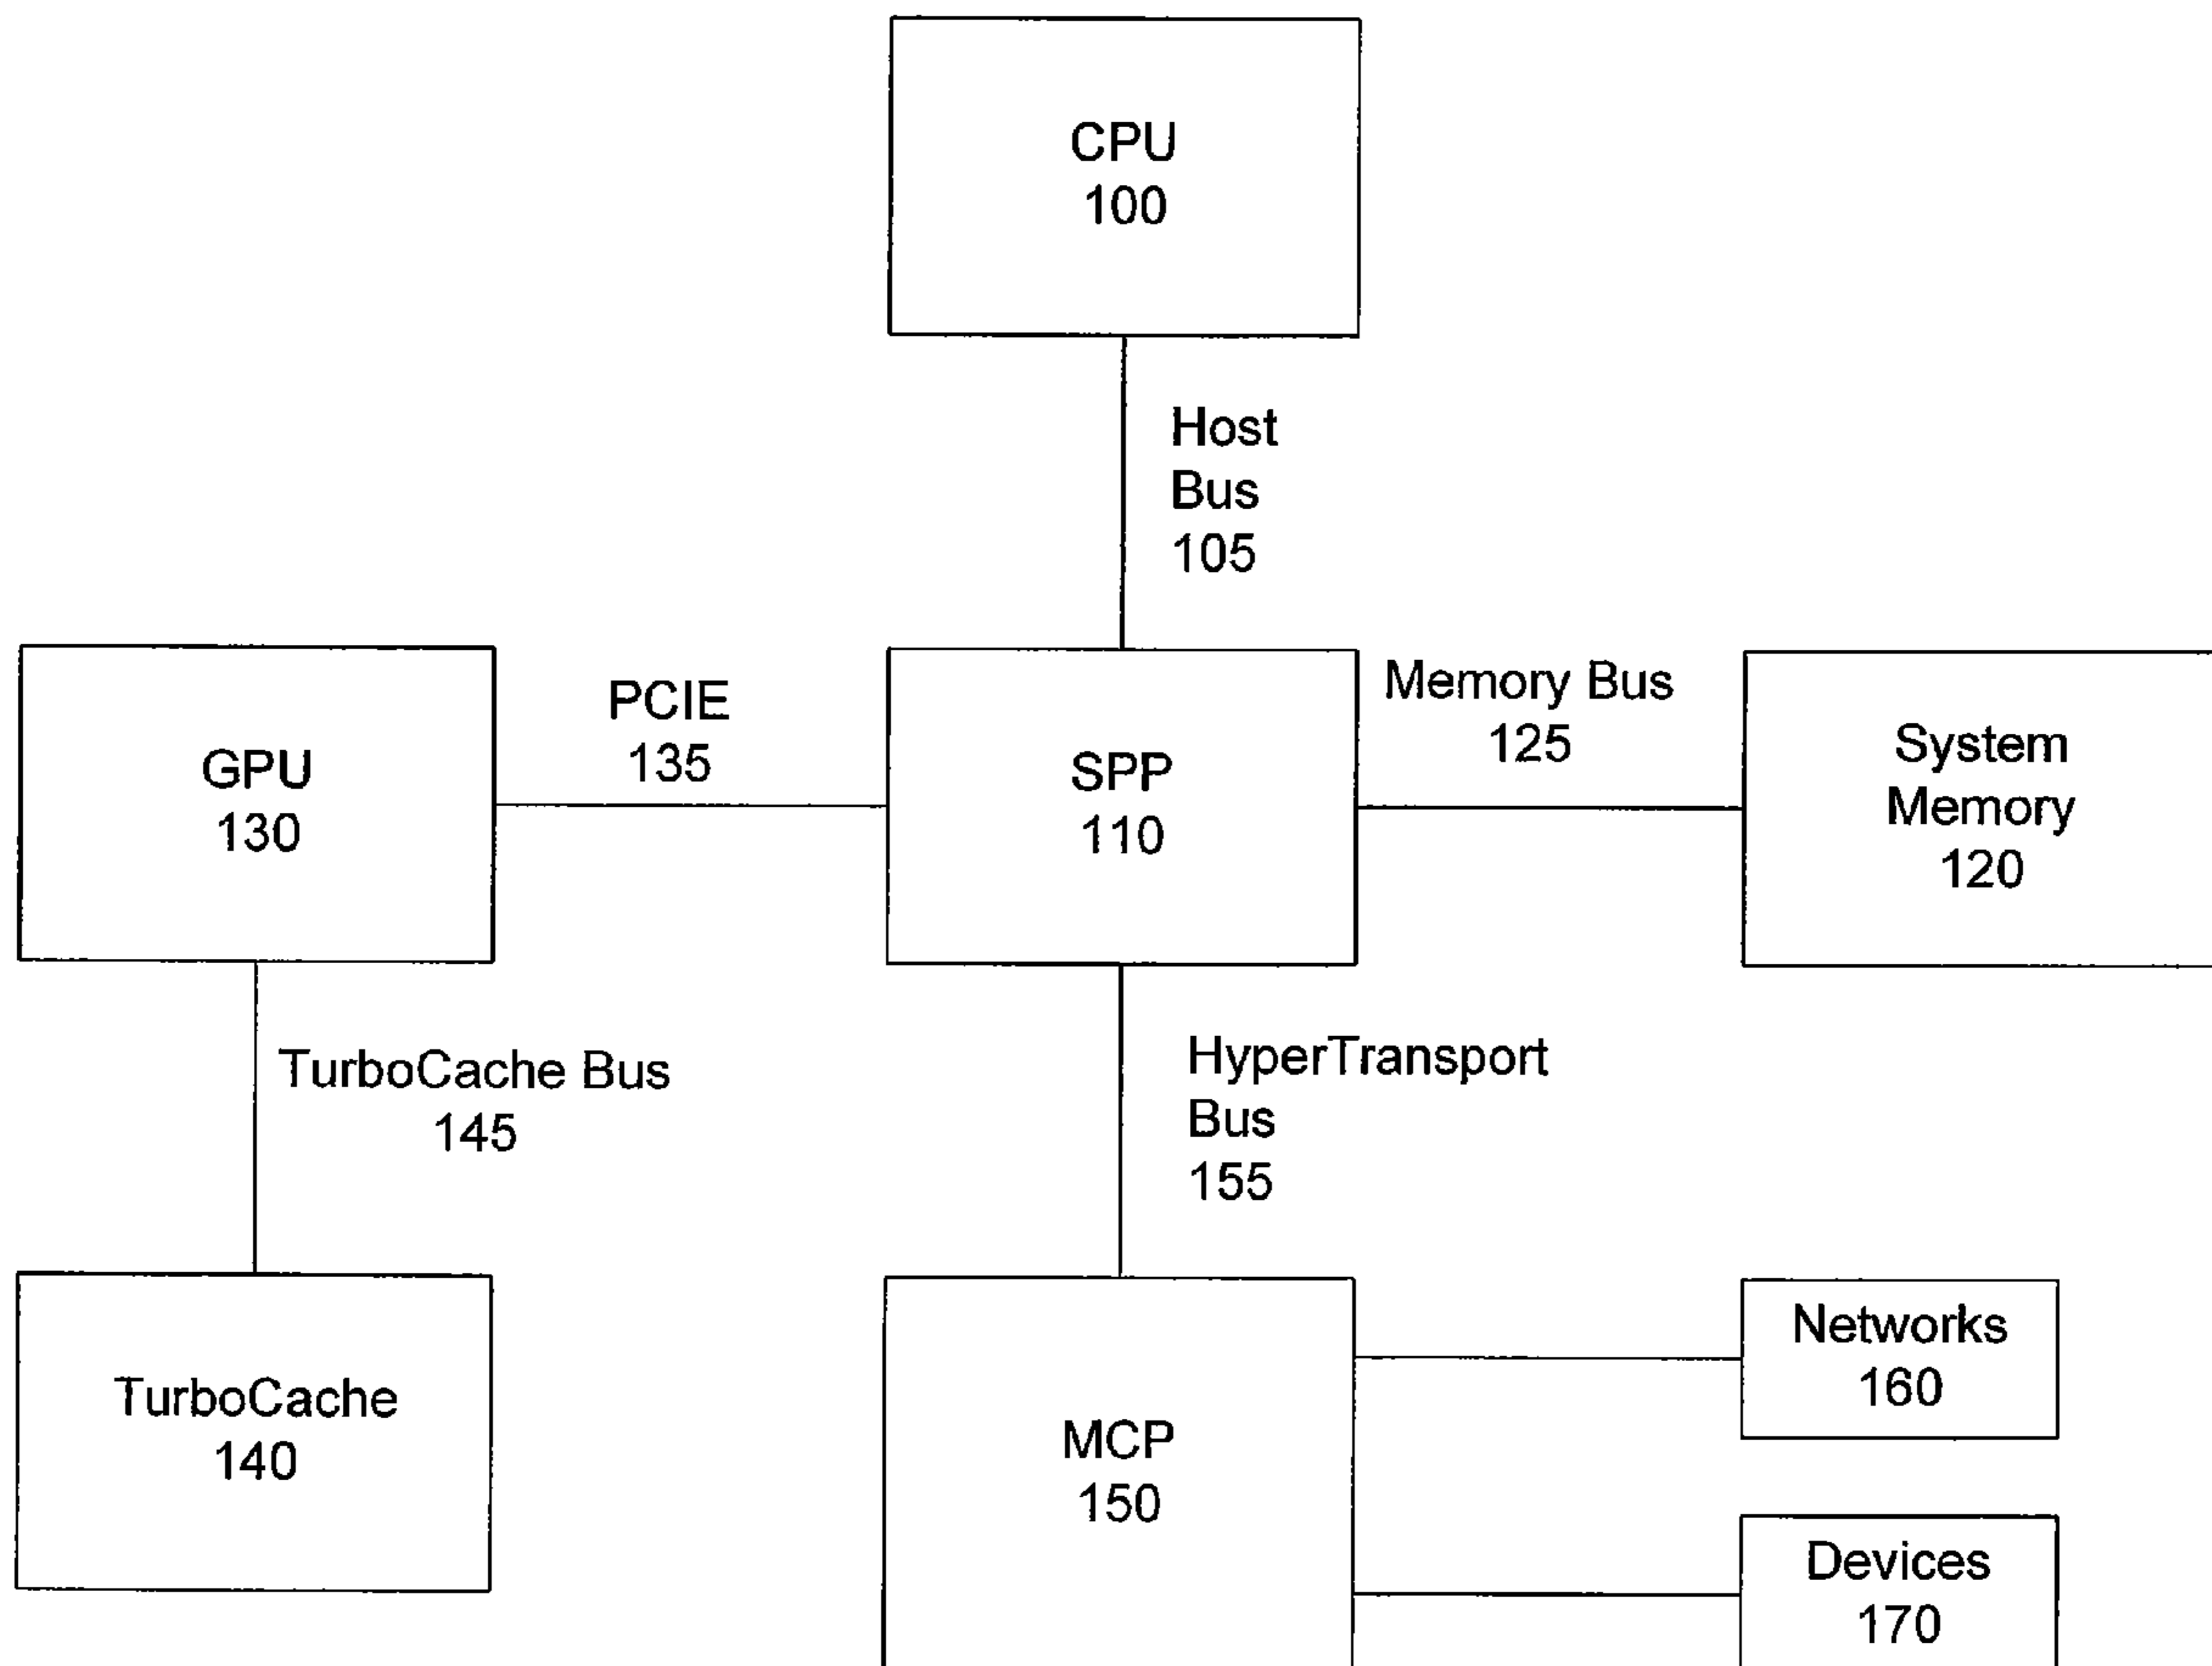 CPU
100
Host
Bus
105
GPU
130
PCIE
135
SPP
110
Memory Bus
125
System
Memory
120
TurboCache Bus
145
HyperTransport
Bus
155
TurboCache
140
MCP
150
Networks
160
Devices
170